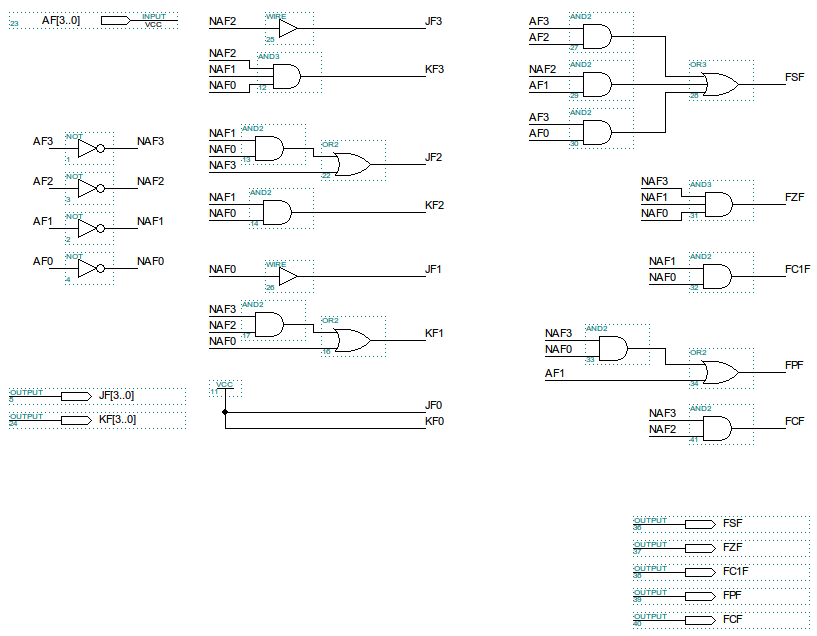 23 AF[3..0] INPUT
VCC
NAF2 WIRE JF3
25
NAF2 AND3
NAF1 KF3
NAF0 12
AF3 AND2
AF2 27
NAF2 AND2
AF1 29
AF3 AND2
AF0 30
OR3 FSF
28
AF3 NOT NAF3
1
AF2 NOT NAF2
3
AF1 NOT NAF1
2
AF0 NOT NAF0
4
NAF1 AND2
NAF0 13
NAF3 OR2 JF2
22
NAF1 AND2 KF2
NAF0 14
NAF0 WIRE JF1
26
NAF3 AND2
NAF2 17
NAF0 OR2 KF1
16
VCC
11
JF0
KF0
NAF3 AND3
NAF1 FZF
NAF0 31
NAF1 AND2 FC1F
NAF0 32
NAF3 AND2
NAF0 33
AF1 OR2 FPF
34
NAF3 AND2 FCF
NAF2 41
OUTPUT JF[3..0]
OUTPUT KF[3..0]
24
OUTPUT FSF
36
OUTPUT FZF
37
OUTPUT FC1F
38
OUTPUT FPF
39
OUTPUT FCF
40